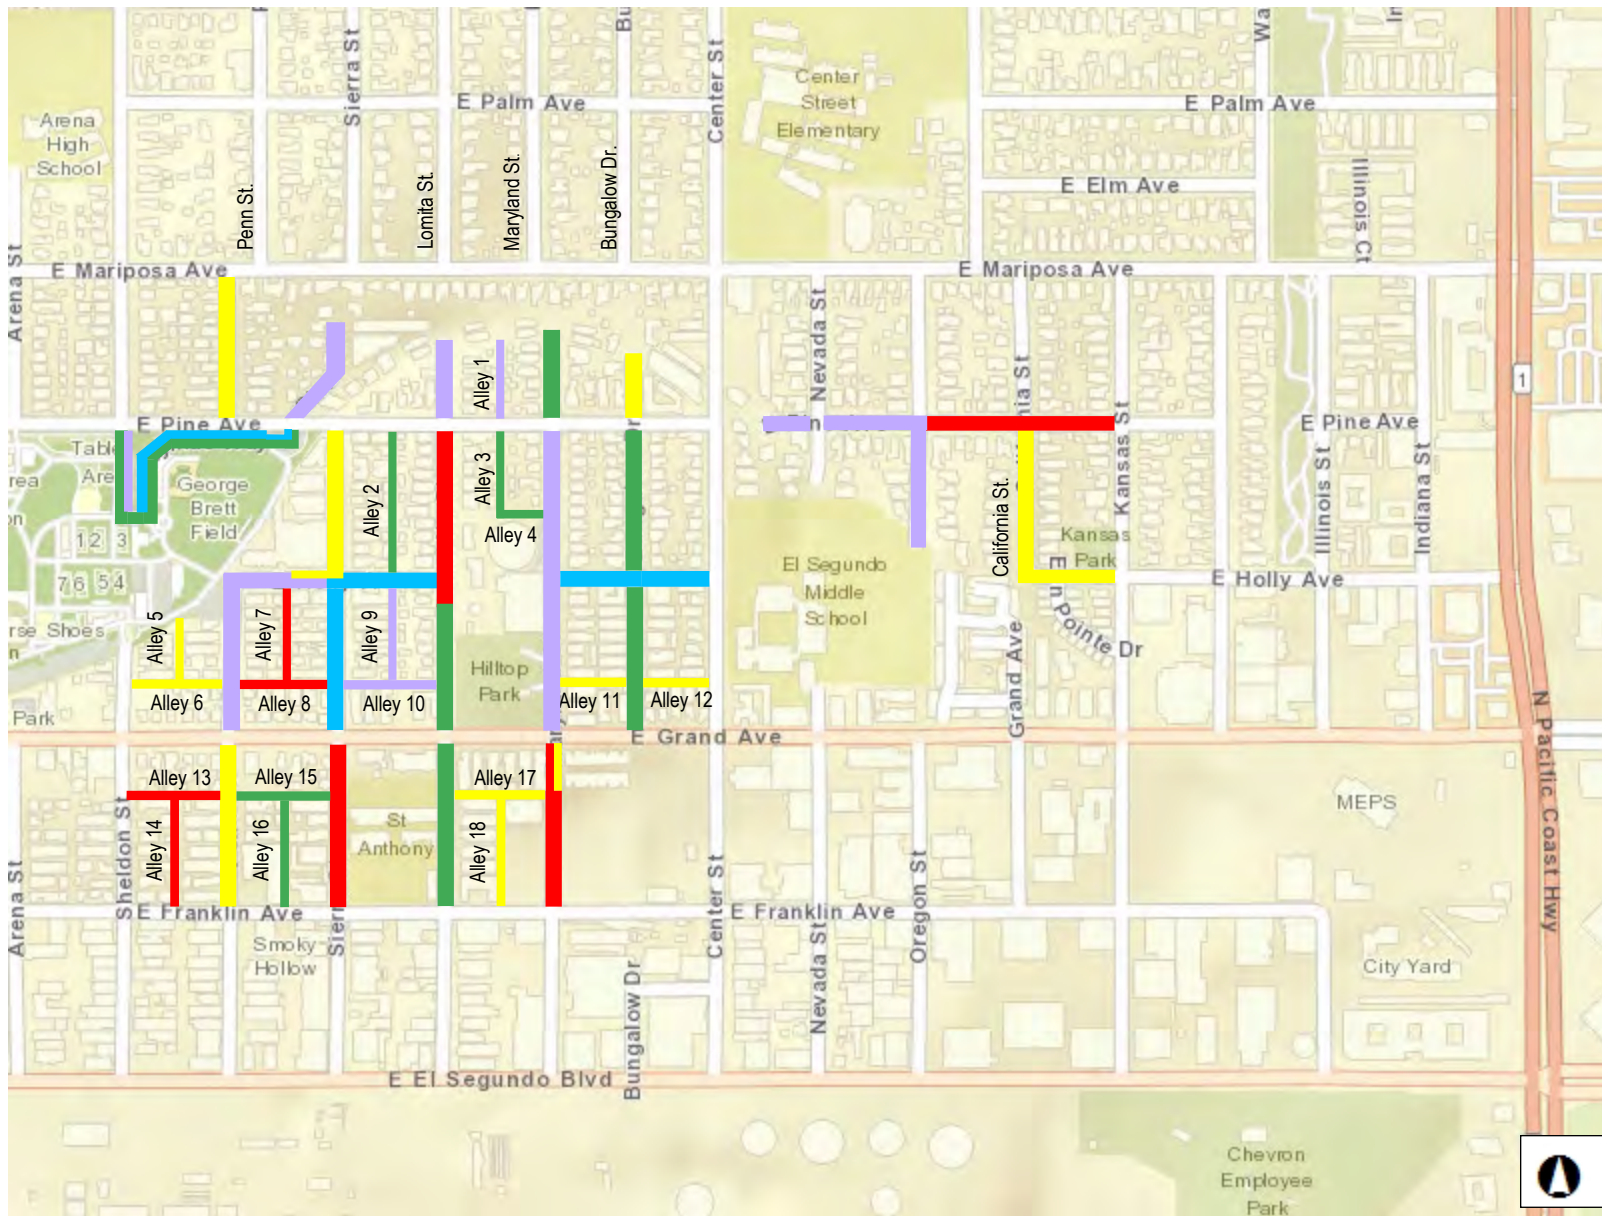 Sierra St
Center St
E Palm Ave
Center
Street
Elementary
E Palm Ave
Arena
High
School
Penn St.
Lomita St.
Maryland St.
Bungalow Dr.
E Elm Ave
Illinois Ct
Arena St
E Mariposa Ave
E Mariposa Ave
Nevada St
1
Alley 1
E Pine Ave
E Pine Ave
Kansas St
Illinois St
Indiana St
George
Brett
Field
Alley 2
Alley 3
Alley 4
12 3
76 54
California St.
Kansas
Park
El Segundo
Middle
School
E Holly Ave
Pointe Dr
Alley 5
Alley 7
Alley 9
Hilltop
Park
Alley 6
Alley 8
Alley 10
Alley 11
Alley 12
Grand Ave
Park
E Grand Ave
N Pacific Coast Hwy
Alley 13
Alley 15
Alley 17
Sheldon St
Alley 14
Alley 16
St
Anthony
Alley 18
MEPS
Arena St
E Franklin Ave
Center St
E Franklin Ave
Nevada St
Oregon St
Smoky
Hollow
City Yard
Bungalow Dr
E El Segundo Blvd
Chevron
Employee
Park